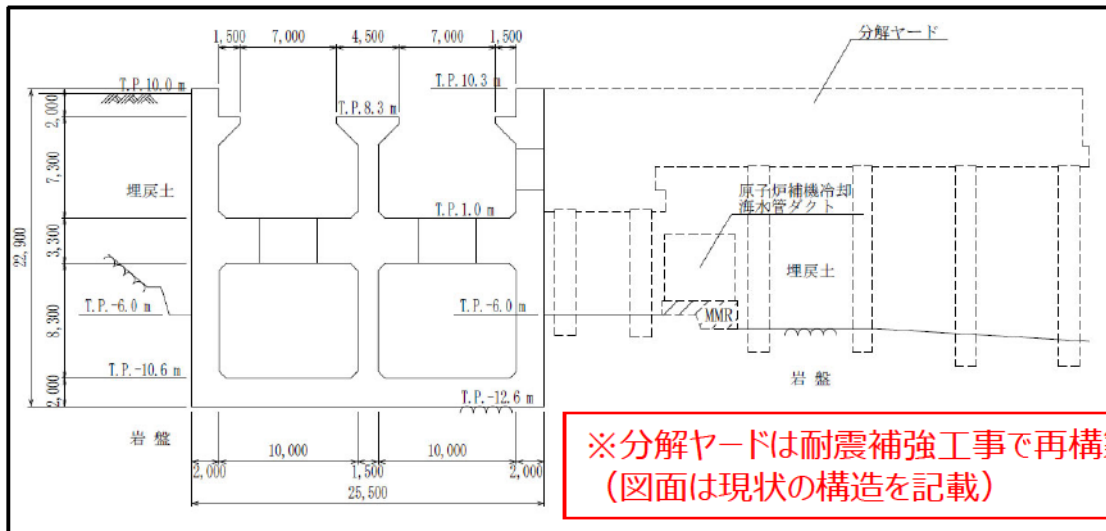 1,500 7,000 4,500 7,000 1,500
分解ヤード
T.P.10.0 m
T.P.10.3 m
T.P.8.3 m
2,000
7,300
3,300
8,300
2,000
22,900
埋戻土
原子炉補機冷却
海水管ダクト
T.P.1.0 m
埋戻土
T.P.-6.0 m
T.P.-6.0 m
MMR
T.P.-10.6 m
岩盤
T.P.-12.6 m
岩盤
10,000 10,000
2,000 1,500 2,000
25,500
※分解ヤードは耐震補強工事で再構
(図面は現状の構造を記載)